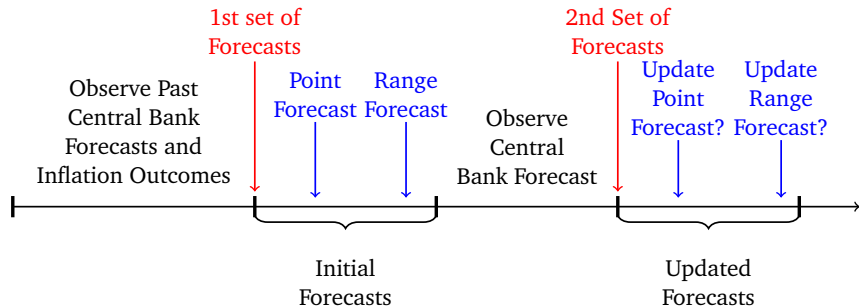 1st set of
Forecasts
2nd Set of
Forecasts
Observe Past
Central Bank
Forecasts and
Inflation Outcomes
Point
Forecast
Range
Forecast
Observe
Central
Bank Forecast
Update
Point
Forecast?
Update
Range
Forecast?
Initial
Forecasts
Updated
Forecasts